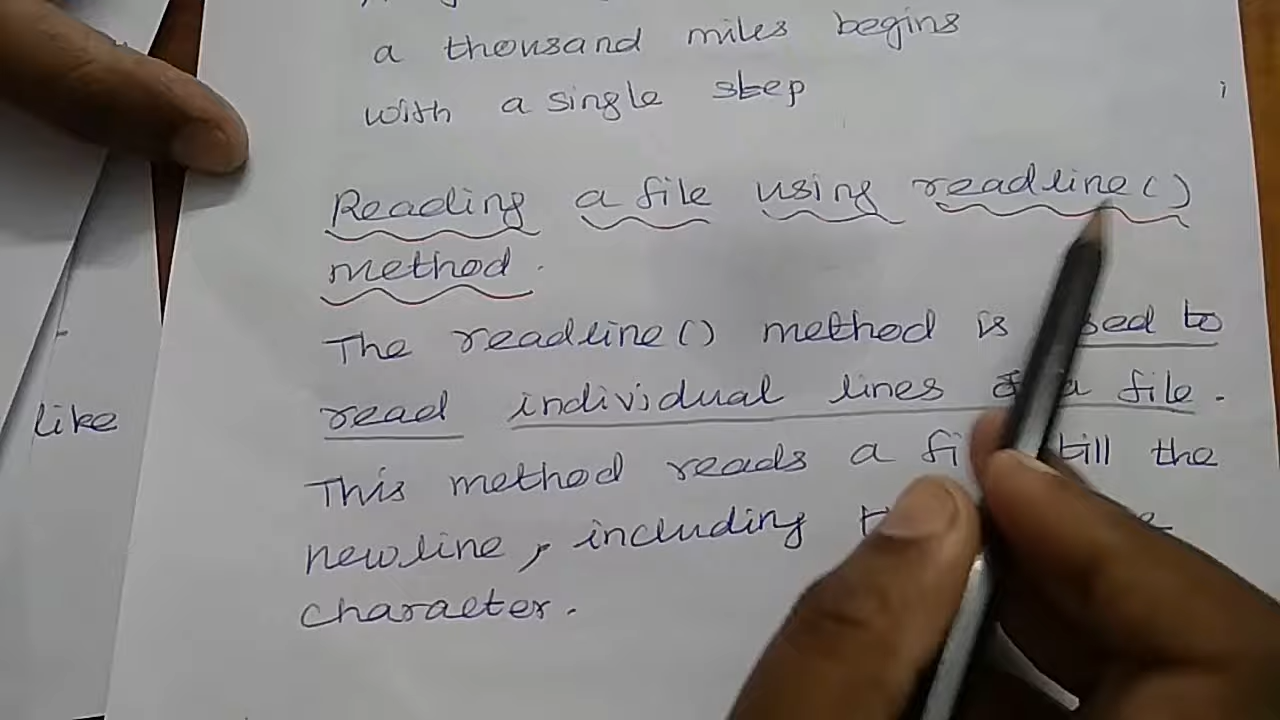 a thousand miles begins
with a single step
Reading a file using readline()
method.
The readline() method is used to
read individual lines of a file.
This method reads a till the
newline, including
character.
like